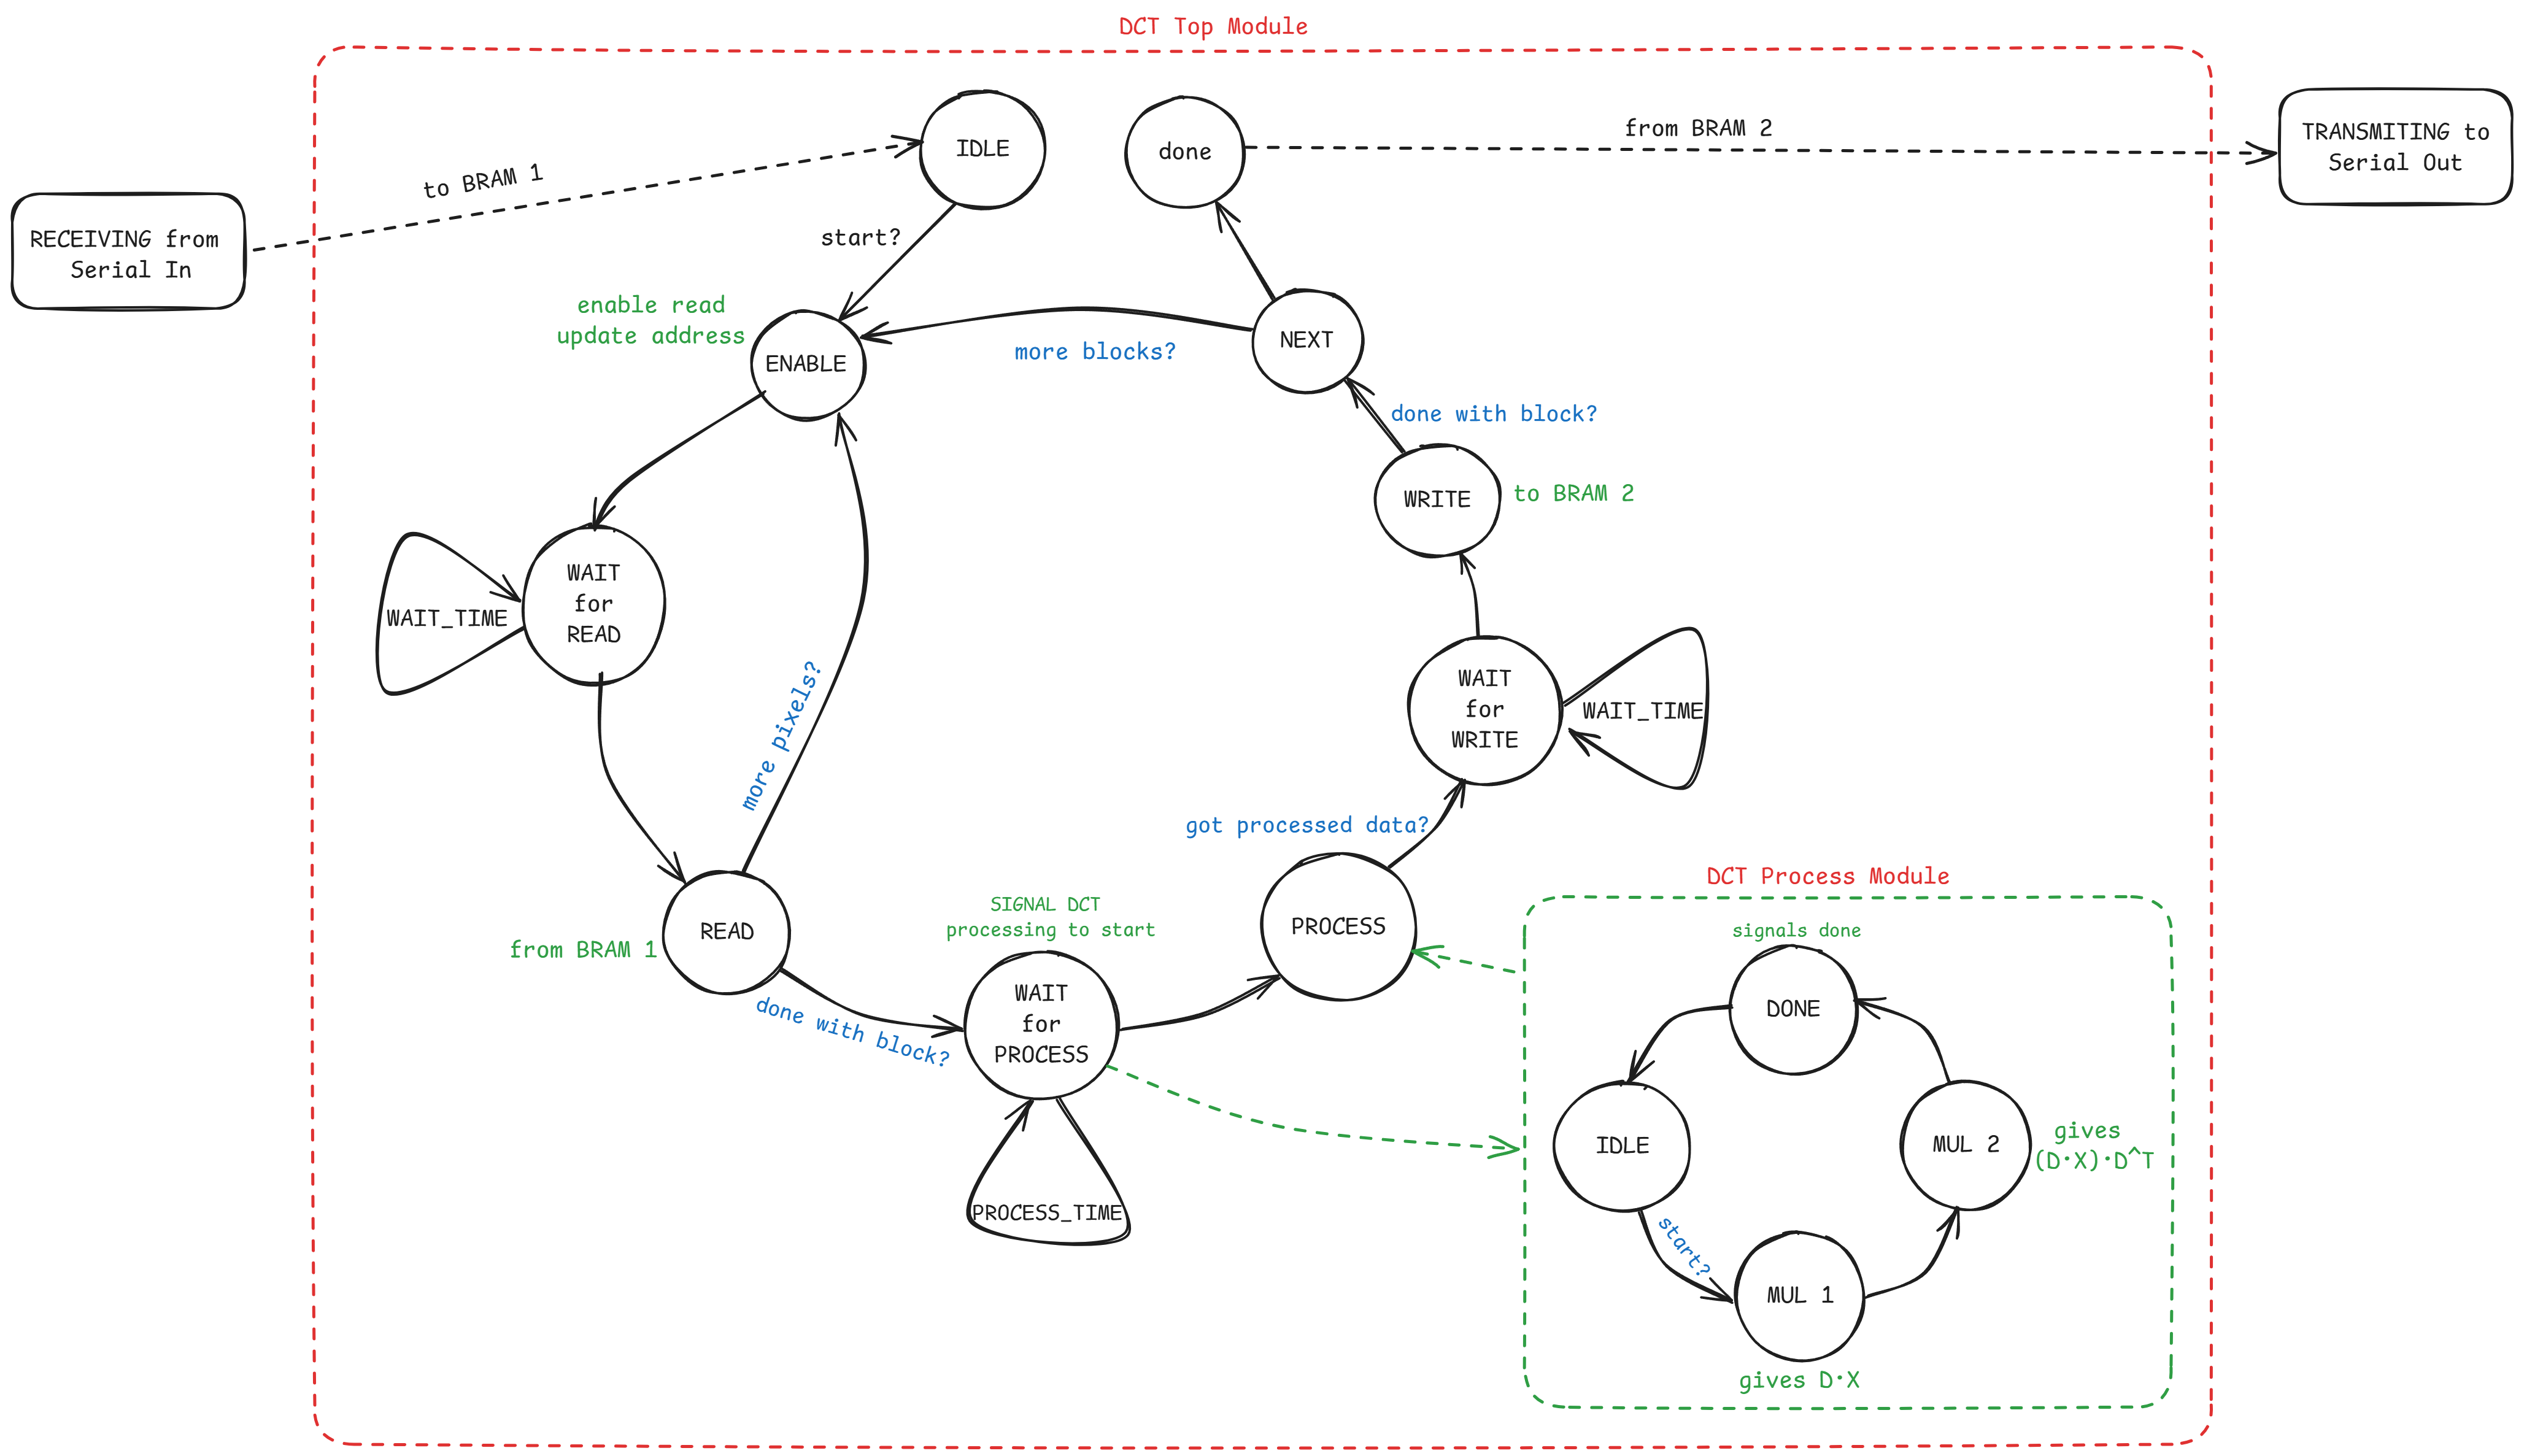 DCT Top Module
IDLE
done
from BRAM 2
TRANSMITING to
Serial Out
to BRAM 1
RECEIVING from
Serial In
start?
enable read
update address
ENABLE
more blocks?
NEXT
done with block?
WRITE
to BRAM 2
WAIT
for
READ
WAIT_TIME
more pixels?
WAIT
for
WRITE
WAIT_TIME
got processed data?
READ
from BRAM 1
done with block?
SIGNAL DCT
processing to start
WAIT
for
PROCESS
PROCESS_TIME
PROCESS
DCT Process Module
signals done
DONE
IDLE
MUL 2
gives
(D·X)·D^T
start?
MUL 1
gives D·X